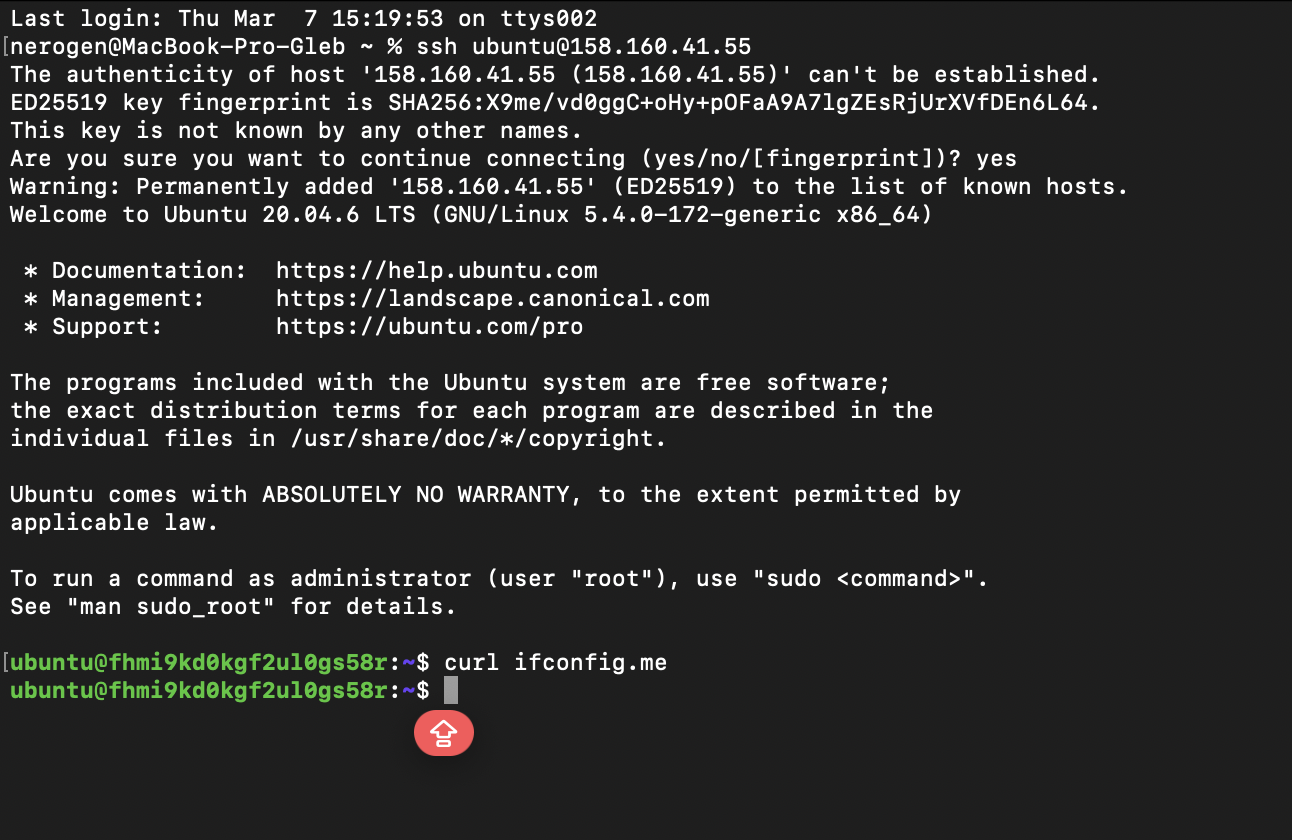 Last login: Thu Mar  7 15:19:53 on ttys002
[nerogen@MacBook-Pro-Gleb ~ % ssh ubuntu@158.160.41.55
The authenticity of host '158.160.41.55 (158.160.41.55)' can't be established.
ED25519 key fingerprint is SHA256:X9me/vd0ggC+oHy+pOFaA9A7lgZEsRjUrXVfDEn6L64.
This key is not known by any other names.
Are you sure you want to continue connecting (yes/no/[fingerprint])? yes
Warning: Permanently added '158.160.41.55' (ED25519) to the list of known hosts.
Welcome to Ubuntu 20.04.6 LTS (GNU/Linux 5.4.0-172-generic x86_64)

 * Documentation:  https://help.ubuntu.com
 * Management:     https://landscape.canonical.com
 * Support:        https://ubuntu.com/pro

The programs included with the Ubuntu system are free software;
the exact distribution terms for each program are described in the
individual files in /usr/share/doc/*/copyright.

Ubuntu comes with ABSOLUTELY NO WARRANTY, to the extent permitted by
applicable law.

To run a command as administrator (user "root"), use "sudo <command>".
See "man sudo_root" for details.

[ubuntu@fhmi9kd0kgf2ul0gs58r:~$ curl ifconfig.me
ubuntu@fhmi9kd0kgf2ul0gs58r:~$